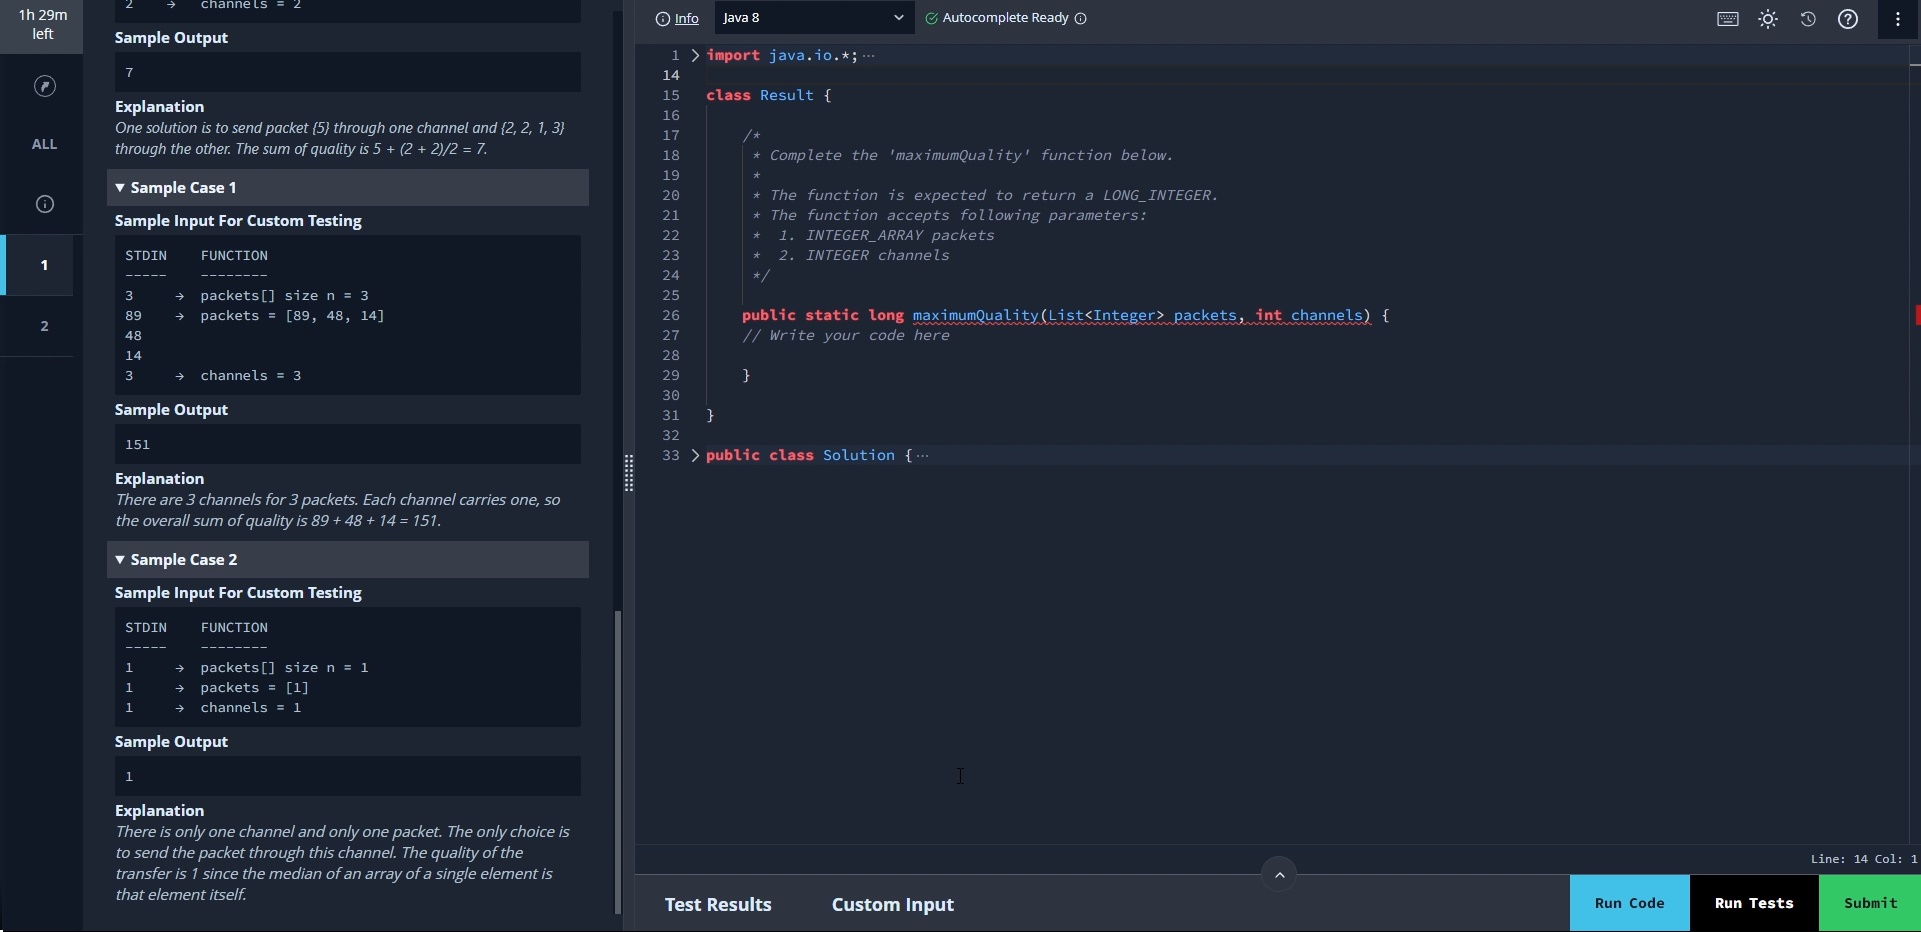 1h 29m
left
ALL
1
2
2 → channels = 2
Sample Output
7
Explanation
One solution is to send packet {5} through one channel and {2, 2, 1, 3}
through the other. The sum of quality is 5 + (2 + 2)/2 = 7.
▼ Sample Case 1
Sample Input For Custom Testing
STDIN FUNCTION
----- --------
3 → packets[] size n = 3
89 → packets = [89, 48, 14]
48
14
3 → channels = 3
Sample Output
151
Explanation
There are 3 channels for 3 packets. Each channel carries one, so
the overall sum of quality is 89 + 48 + 14 = 151.
▼ Sample Case 2
Sample Input For Custom Testing
STDIN FUNCTION
----- --------
1 → packets[] size n = 1
1 → packets = [1]
1 → channels = 1
Sample Output
1
Explanation
There is only one channel and only one packet. The only choice is
to send the packet through this channel. The quality of the
transfer is 1 since the median of an array of a single element is
that element itself.
Info Java 8 Autocomplete Ready
1 import java.io.*; ···
14
15 class Result {
16
17 /*
18 * Complete the 'maximumQuality' function below.
19 *
20 * The function is expected to return a LONG_INTEGER.
21 * The function accepts following parameters:
22 * 1. INTEGER_ARRAY packets
23 * 2. INTEGER channels
24 */
25
26 public static long maximumQuality(List<Integer> packets, int channels) {
27 // Write your code here
28
29 }
30
31 }
32
33 public class Solution { ···
Line: 14 Col: 1
Test Results Custom Input Run Code Run Tests Submit